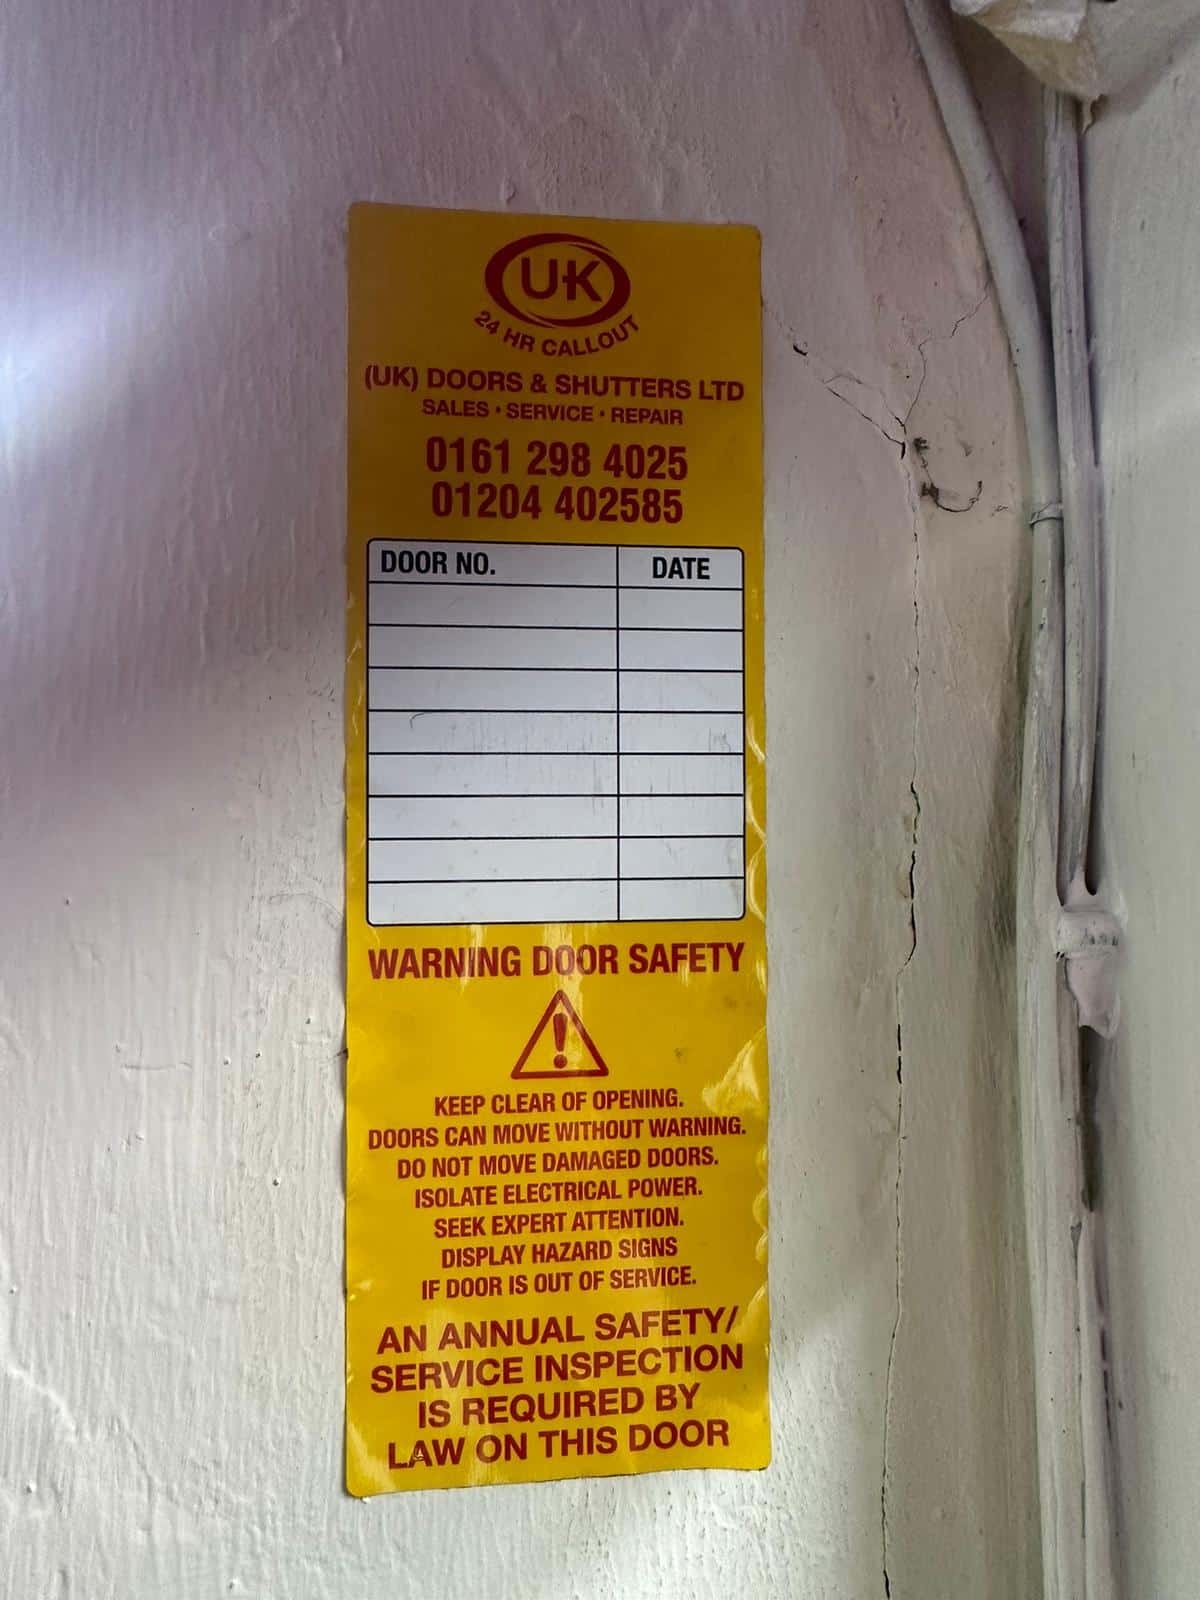 UK
24 HR CALLOUT
(UK) DOORS & SHUTTERS LTD
SALES • SERVICE • REPAIR
0161 298 4025
01204 402585
DOOR NO. DATE
WARNING DOOR SAFETY
!
KEEP CLEAR OF OPENING.
DOORS CAN MOVE WITHOUT WARNING.
DO NOT MOVE DAMAGED DOORS.
ISOLATE ELECTRICAL POWER.
SEEK EXPERT ATTENTION.
DISPLAY HAZARD SIGNS
IF DOOR IS OUT OF SERVICE.
AN ANNUAL SAFETY/
SERVICE INSPECTION
IS REQUIRED BY
LAW ON THIS DOOR